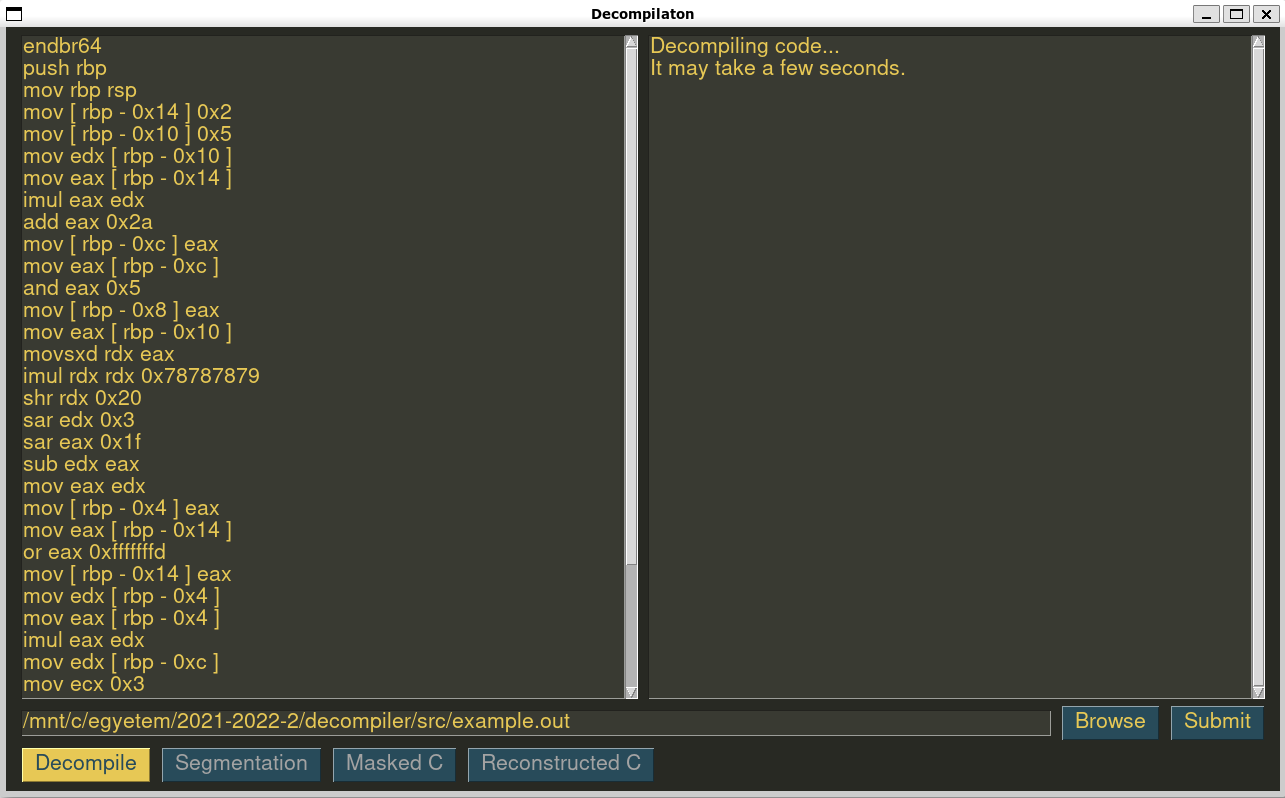 Decompilaton
endbr64
push rbp
mov rbp rsp
mov [ rbp - 0x14 ] 0x2
mov [ rbp - 0x10 ] 0x5
mov edx [ rbp - 0x10 ]
mov eax [ rbp - 0x14 ]
imul eax edx
add eax 0x2a
mov [ rbp - 0xc ] eax
mov eax [ rbp - 0xc ]
and eax 0x5
mov [ rbp - 0x8 ] eax
mov eax [ rbp - 0x10 ]
movsxd rdx eax
imul rdx rdx 0x78787879
shr rdx 0x20
sar edx 0x3
sar eax 0x1f
sub edx eax
mov eax edx
mov [ rbp - 0x4 ] eax
mov eax [ rbp - 0x14 ]
or eax 0xfffffffd
mov [ rbp - 0x14 ] eax
mov edx [ rbp - 0x4 ]
mov eax [ rbp - 0x4 ]
imul eax edx
mov edx [ rbp - 0xc ]
mov ecx 0x3
Decompiling code...
It may take a few seconds.
/mnt/c/egyetem/2021-2022-2/decompiler/src/example.out
Browse
Submit
Decompile
Segmentation
Masked C
Reconstructed C